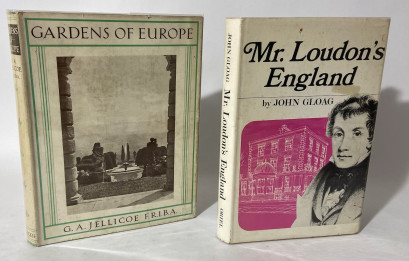 GARDENS OF EUROPE
G. A. JELLICOE F.R.I.B.A.
JOHN GLOAG Mr. Loudon's England
Mr. Loudon's
England
by JOHN GLOAG